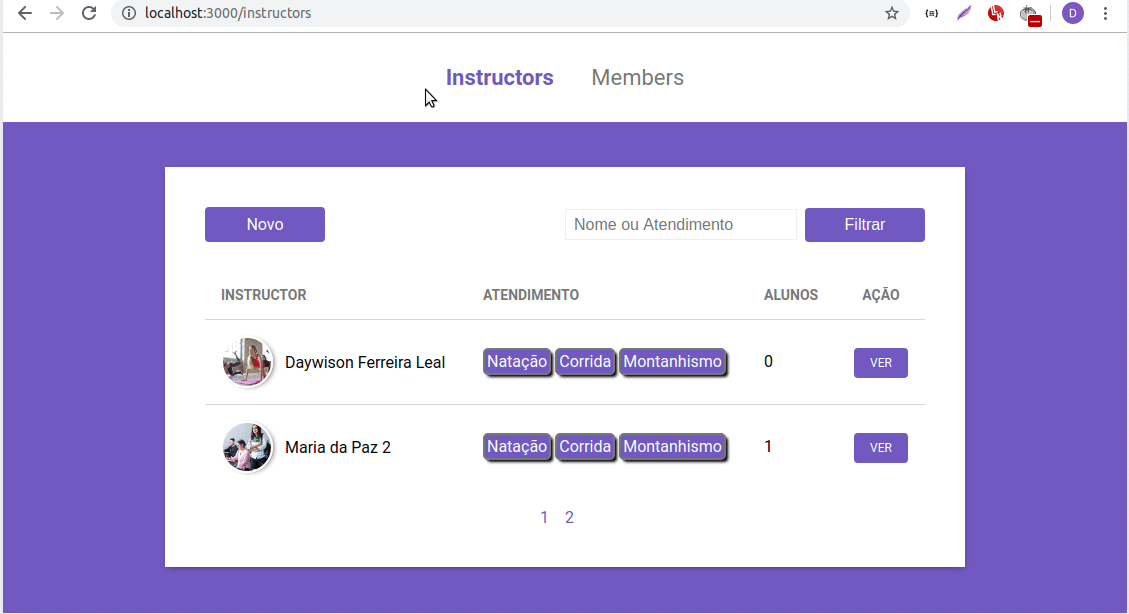 localhost:3000/instructors
D
Instructors Members
Novo Nome ou Atendimento Filtrar
INSTRUCTOR ATENDIMENTO ALUNOS AÇÃO
Daywison Ferreira Leal Natação Corrida Montanhismo 0 VER
Maria da Paz 2 Natação Corrida Montanhismo 1 VER
1 2